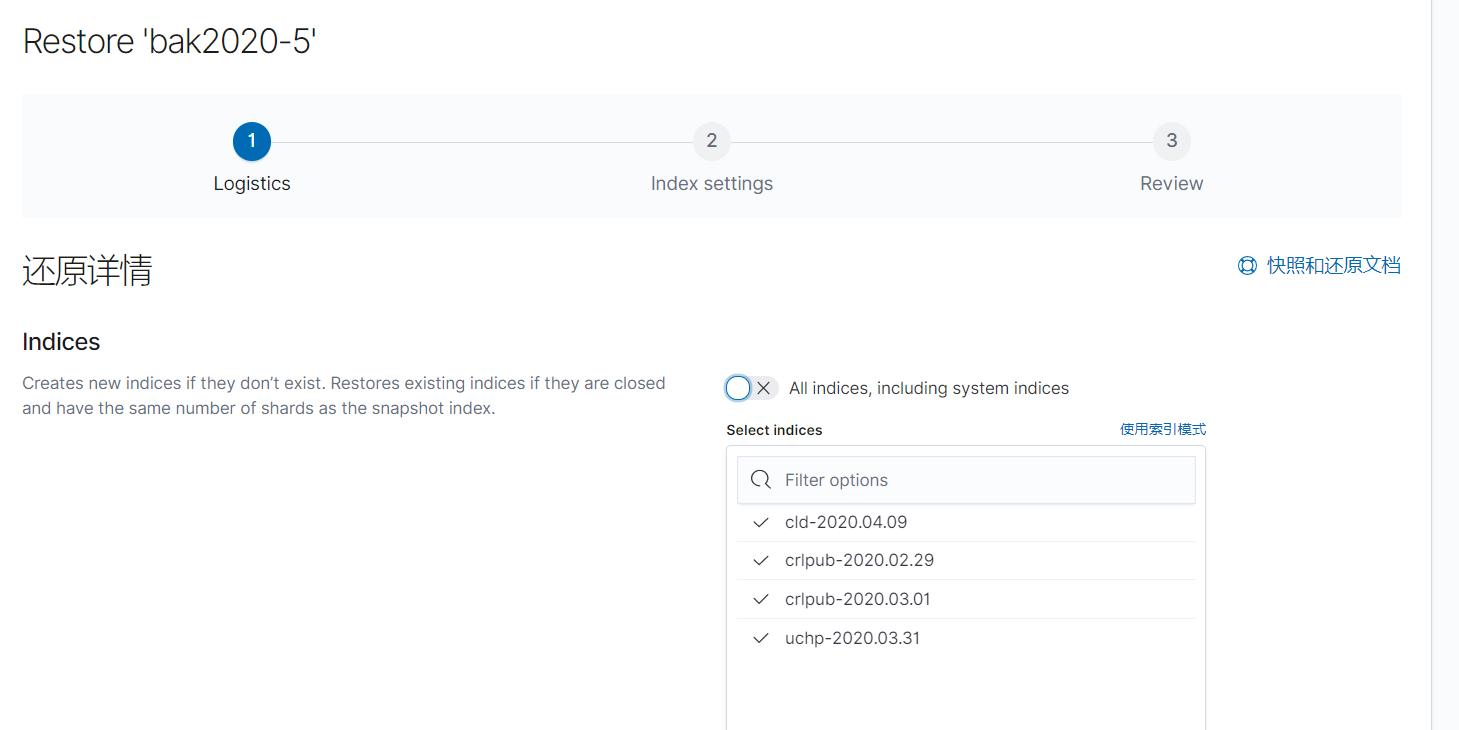 Restore 'bak2020-5'
1
2
3
Logistics
Index settings
Review
还原详情
快照和还原文档
Indices
Creates new indices if they don’t exist. Restores existing indices if they are closed
and have the same number of shards as the snapshot index.
All indices, including system indices
Select indices
使用索引模式
Filter options
cld-2020.04.09
crlpub-2020.02.29
crlpub-2020.03.01
uchp-2020.03.31